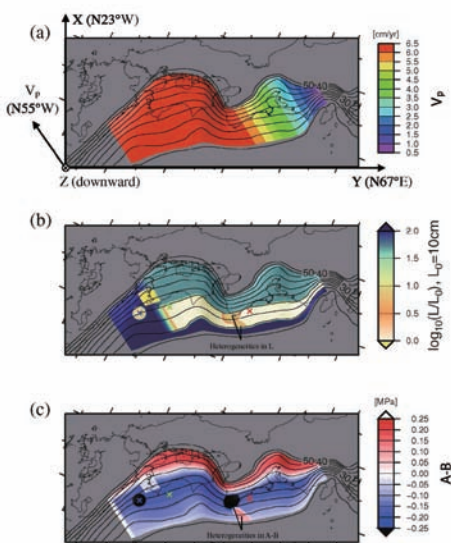 X (N23°W)
(a)
[cm/yr]
6.5
6.0
5.5
5.0
4.5
4.0
3.5
3.0
2.5
2.0
1.5
1.0
0.5
Vₚ
Vₚ
(N55°W)
50
40
30
Z (downward)
Y (N67°E)
(b)
2.0
1.5
1.0
0.5
0.0
log₁₀(L/L₀), L₀=10cm
50
40
30
Heterogeneities in L
(c)
[MPa]
0.25
0.20
0.15
0.10
0.05
0.00
-0.05
-0.10
-0.15
-0.20
-0.25
A-B
50
40
30
Heterogeneities in A-B